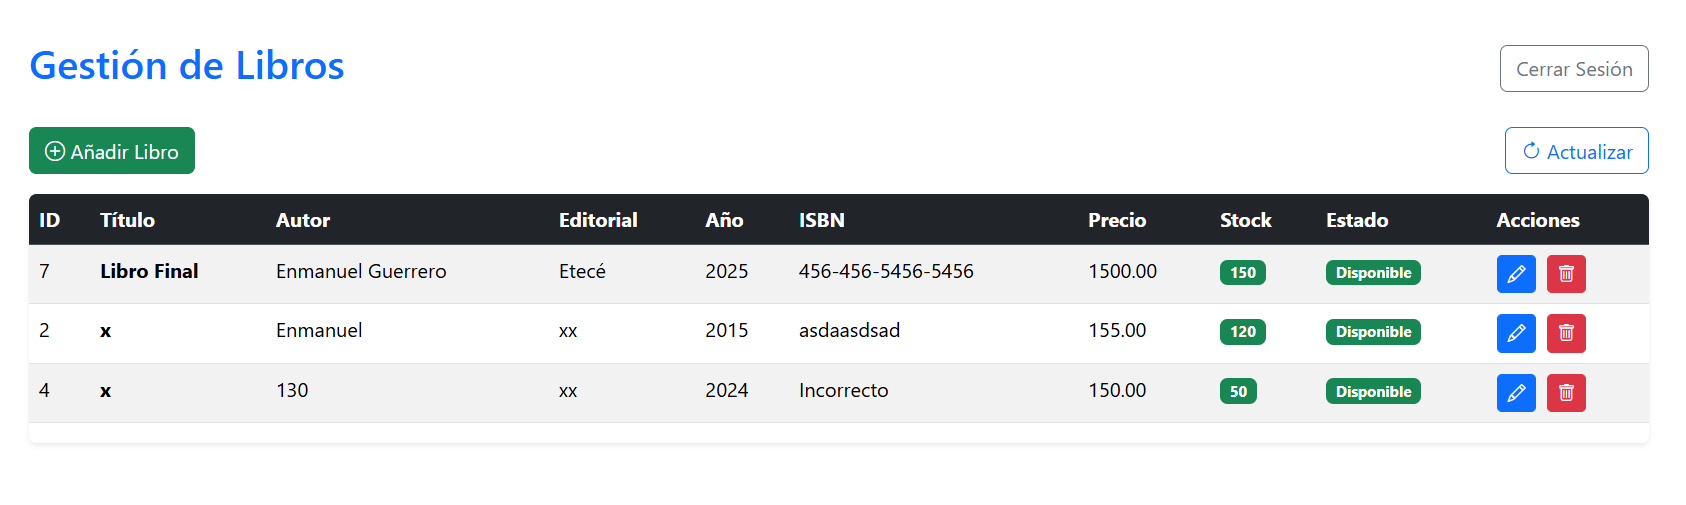 Gestión de Libros
Cerrar Sesión
Añadir Libro
Actualizar
ID Título Autor Editorial Año ISBN Precio Stock Estado Acciones
7 Libro Final Enmanuel Guerrero Etecé 2025 456-456-5456-5456 1500.00 150 Disponible
2 x Enmanuel xx 2015 asdaasdsad 155.00 120 Disponible
4 x 130 xx 2024 Incorrecto 150.00 50 Disponible